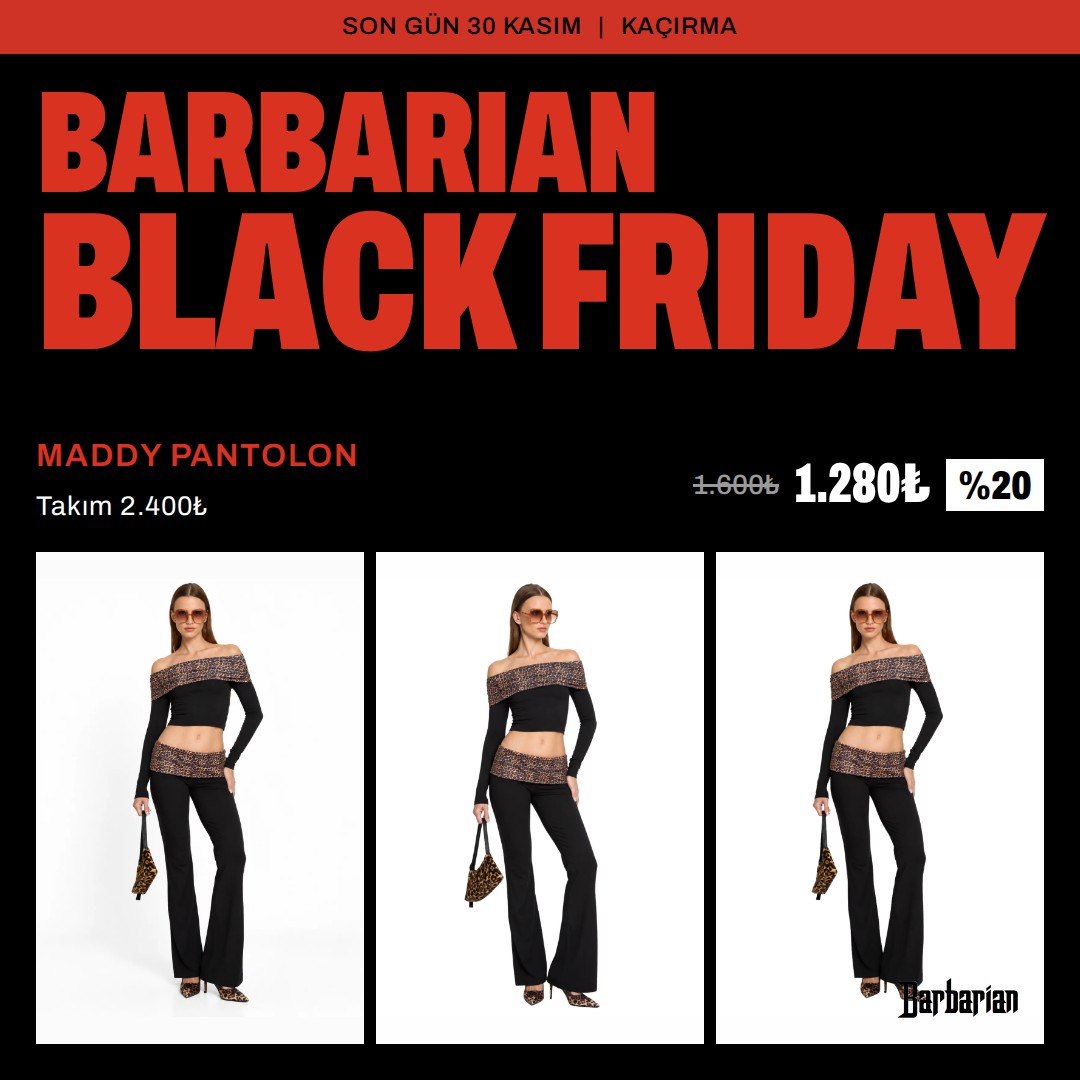 SON GÜN 30 KASIM | KAÇIRMA
BARBARIAN
BLACK FRIDAY
MADDY PANTOLON
Takım 2.400₺
1.600₺ 1.280₺ %20
Barbarian